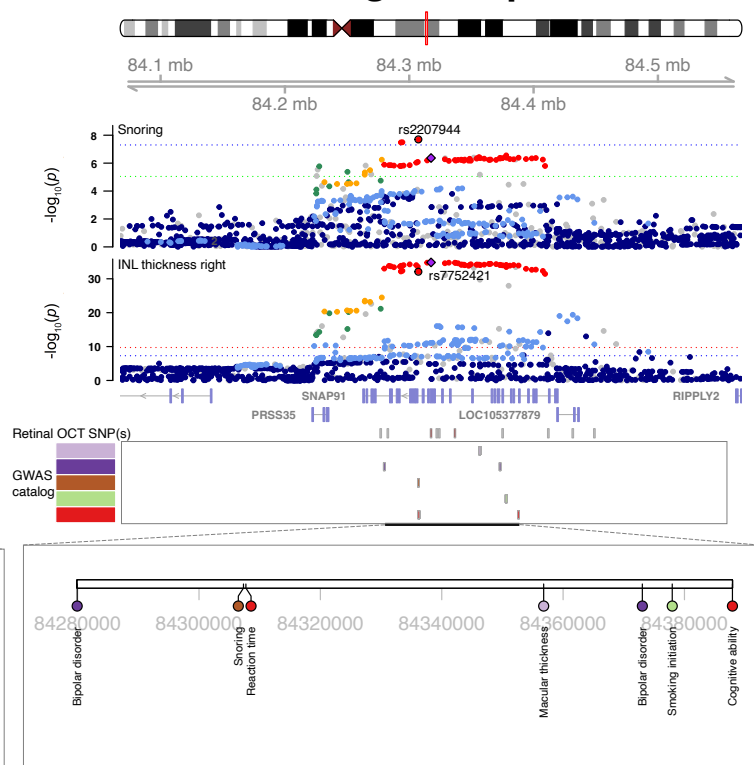 84.1 mb 84.3 mb 84.5 mb
84.2 mb 84.4 mb
Snoring
rs2207944
8
6
4
2
0
-log10(p)
INL thickness right
rs7752421
30
20
10
0
-log10(p)
SNAP91 RIPPLY2
PRSS35 LOC105377879
Retinal OCT SNP(s)
GWAS
catalog
84280000 84300000 84320000 84340000 84360000 84380000
Bipolar disorder
Snoring
Reaction time
Macular thickness
Bipolar disorder
Smoking initiation
Cognitive ability